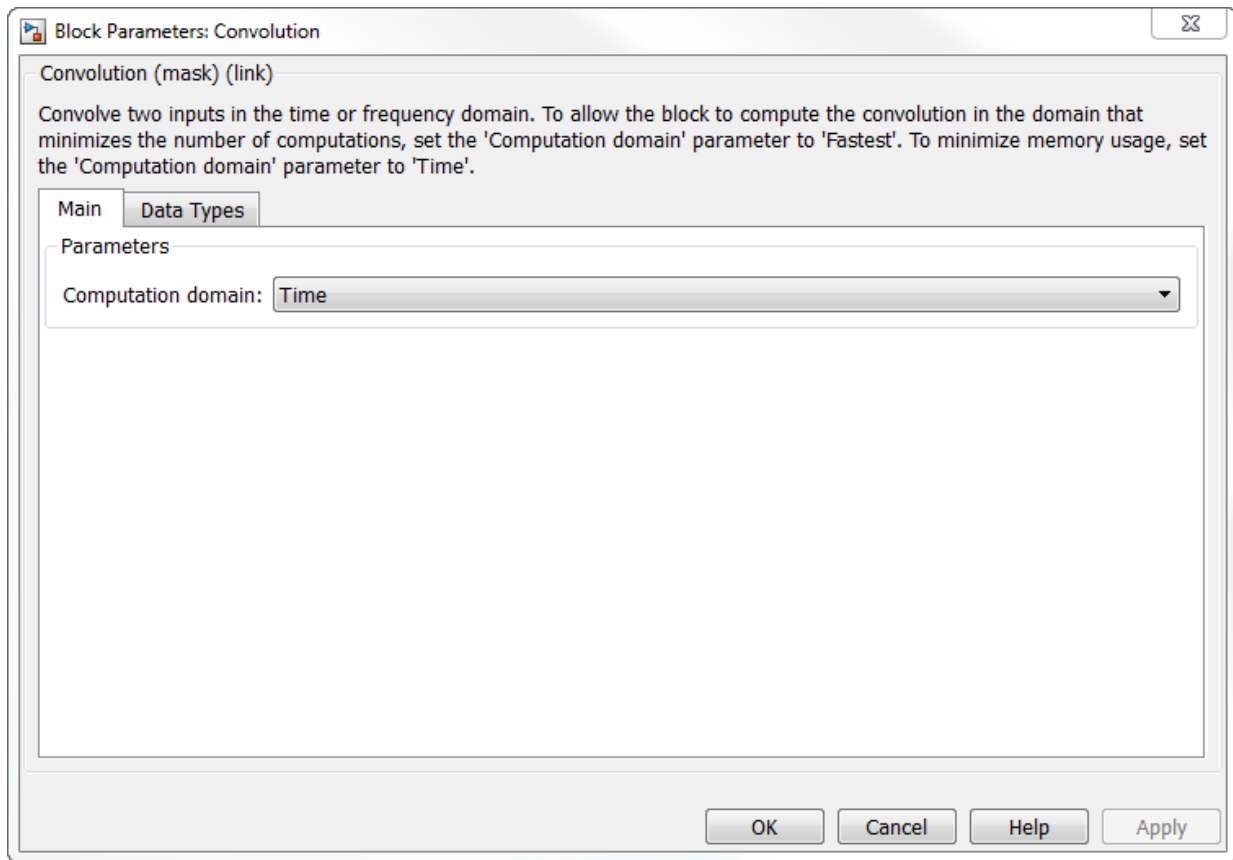 Block Parameters: Convolution
Convolution (mask) (link)
Convolve two inputs in the time or frequency domain. To allow the block to compute the convolution in the domain that
minimizes the number of computations, set the 'Computation domain' parameter to 'Fastest'. To minimize memory usage, set
the 'Computation domain' parameter to 'Time'.
Main Data Types
Parameters
Computation domain: Time
OK Cancel Help Apply